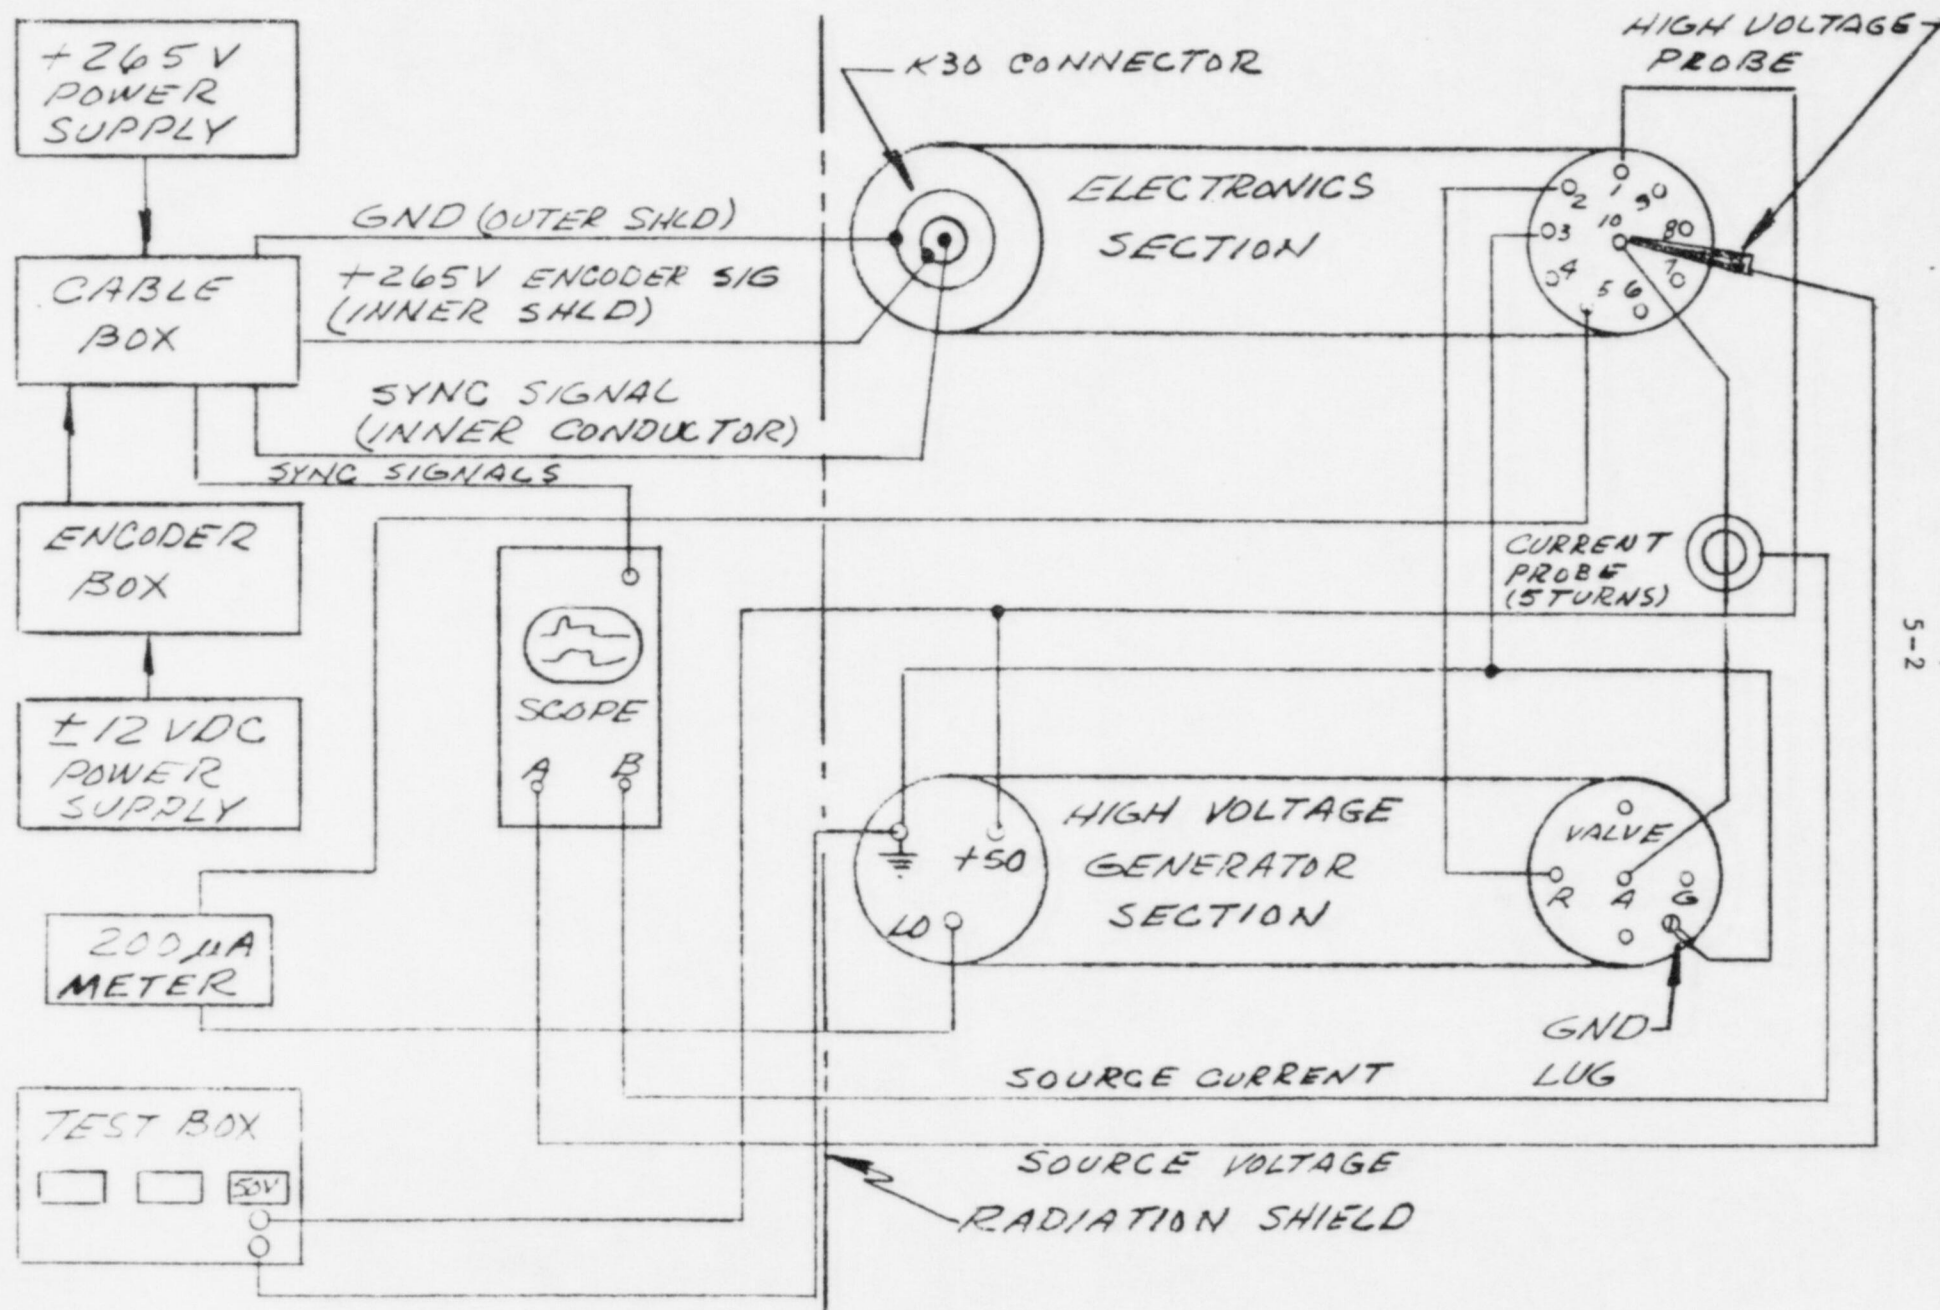 +265V
POWER
SUPPLY
K30 CONNECTOR
HIGH VOLTAGE
PROBE
GND (OUTER SHLD)
ELECTRONICS
SECTION
1
2
3
4
5
6
7
8
9
10
CABLE
BOX
+265V ENCODER SIG
(INNER SHLD)
SYNC SIGNAL
(INNER CONDUCTOR)
SYNC SIGNALS
ENCODER
BOX
CURRENT
PROBE
(5 TURNS)
5-2
SCOPE
A
B
±12 VDC
POWER
SUPPLY
HIGH VOLTAGE
GENERATOR
SECTION
+50
LO
VALVE
R
A
G
200 µA
METER
GND
LUG
SOURCE CURRENT
TEST BOX
50V
SOURCE VOLTAGE
RADIATION SHIELD